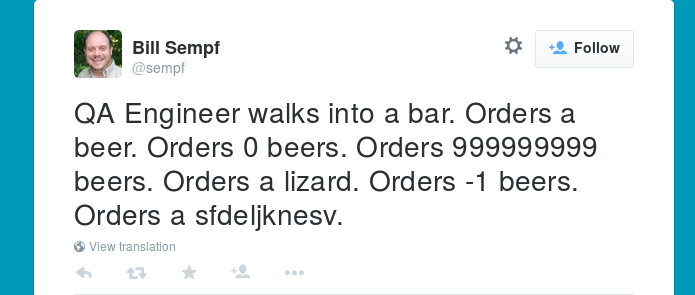 Bill Sempf
@sempf
Follow
QA Engineer walks into a bar. Orders a
beer. Orders 0 beers. Orders 999999999
beers. Orders a lizard. Orders -1 beers.
Orders a sfdeljknesv.
View translation